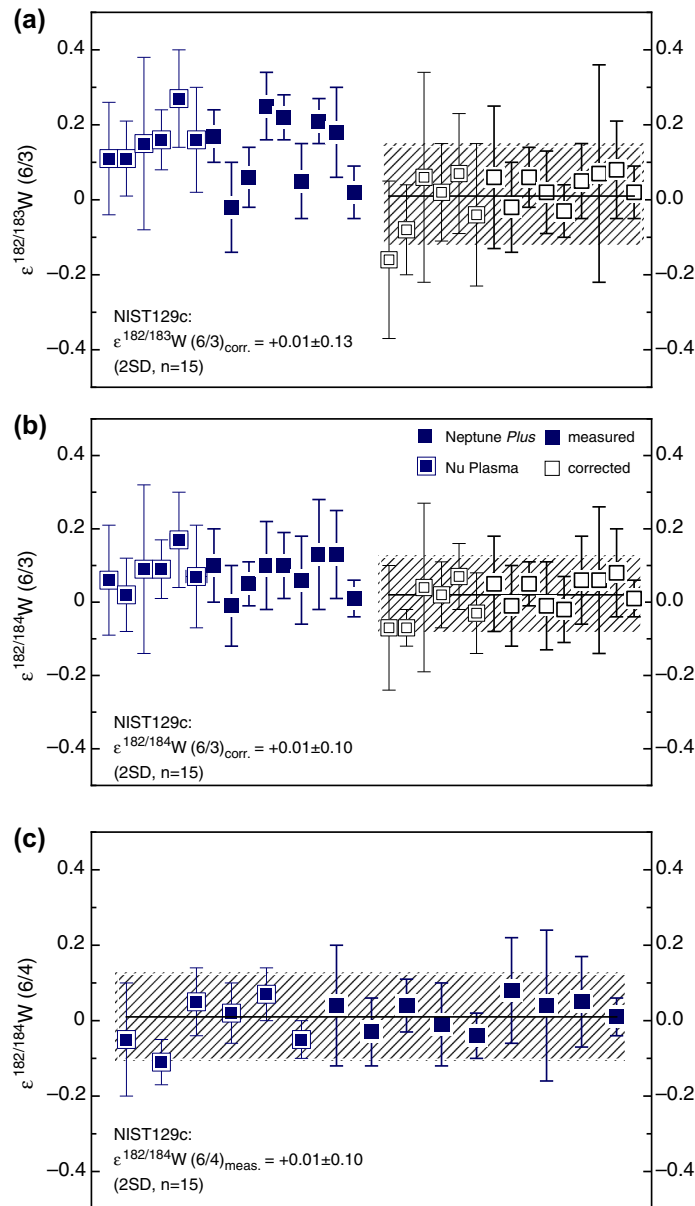 (a)
0.4
0.2
0.0
−0.2
−0.4
0.4
0.2
0.0
−0.2
−0.4
ε182/183W (6/3)
NIST129c:
ε182/183W (6/3)corr. = +0.01±0.13
(2SD, n=15)
(b)
0.4
0.2
0.0
−0.2
−0.4
0.4
0.2
0.0
−0.2
−0.4
ε182/184W (6/3)
Neptune Plus measured
Nu Plasma corrected
NIST129c:
ε182/184W (6/3)corr. = +0.01±0.10
(2SD, n=15)
(c)
0.4
0.2
0.0
−0.2
−0.4
0.4
0.2
0.0
−0.2
−0.4
ε182/184W (6/4)
NIST129c:
ε182/184W (6/4)meas. = +0.01±0.10
(2SD, n=15)